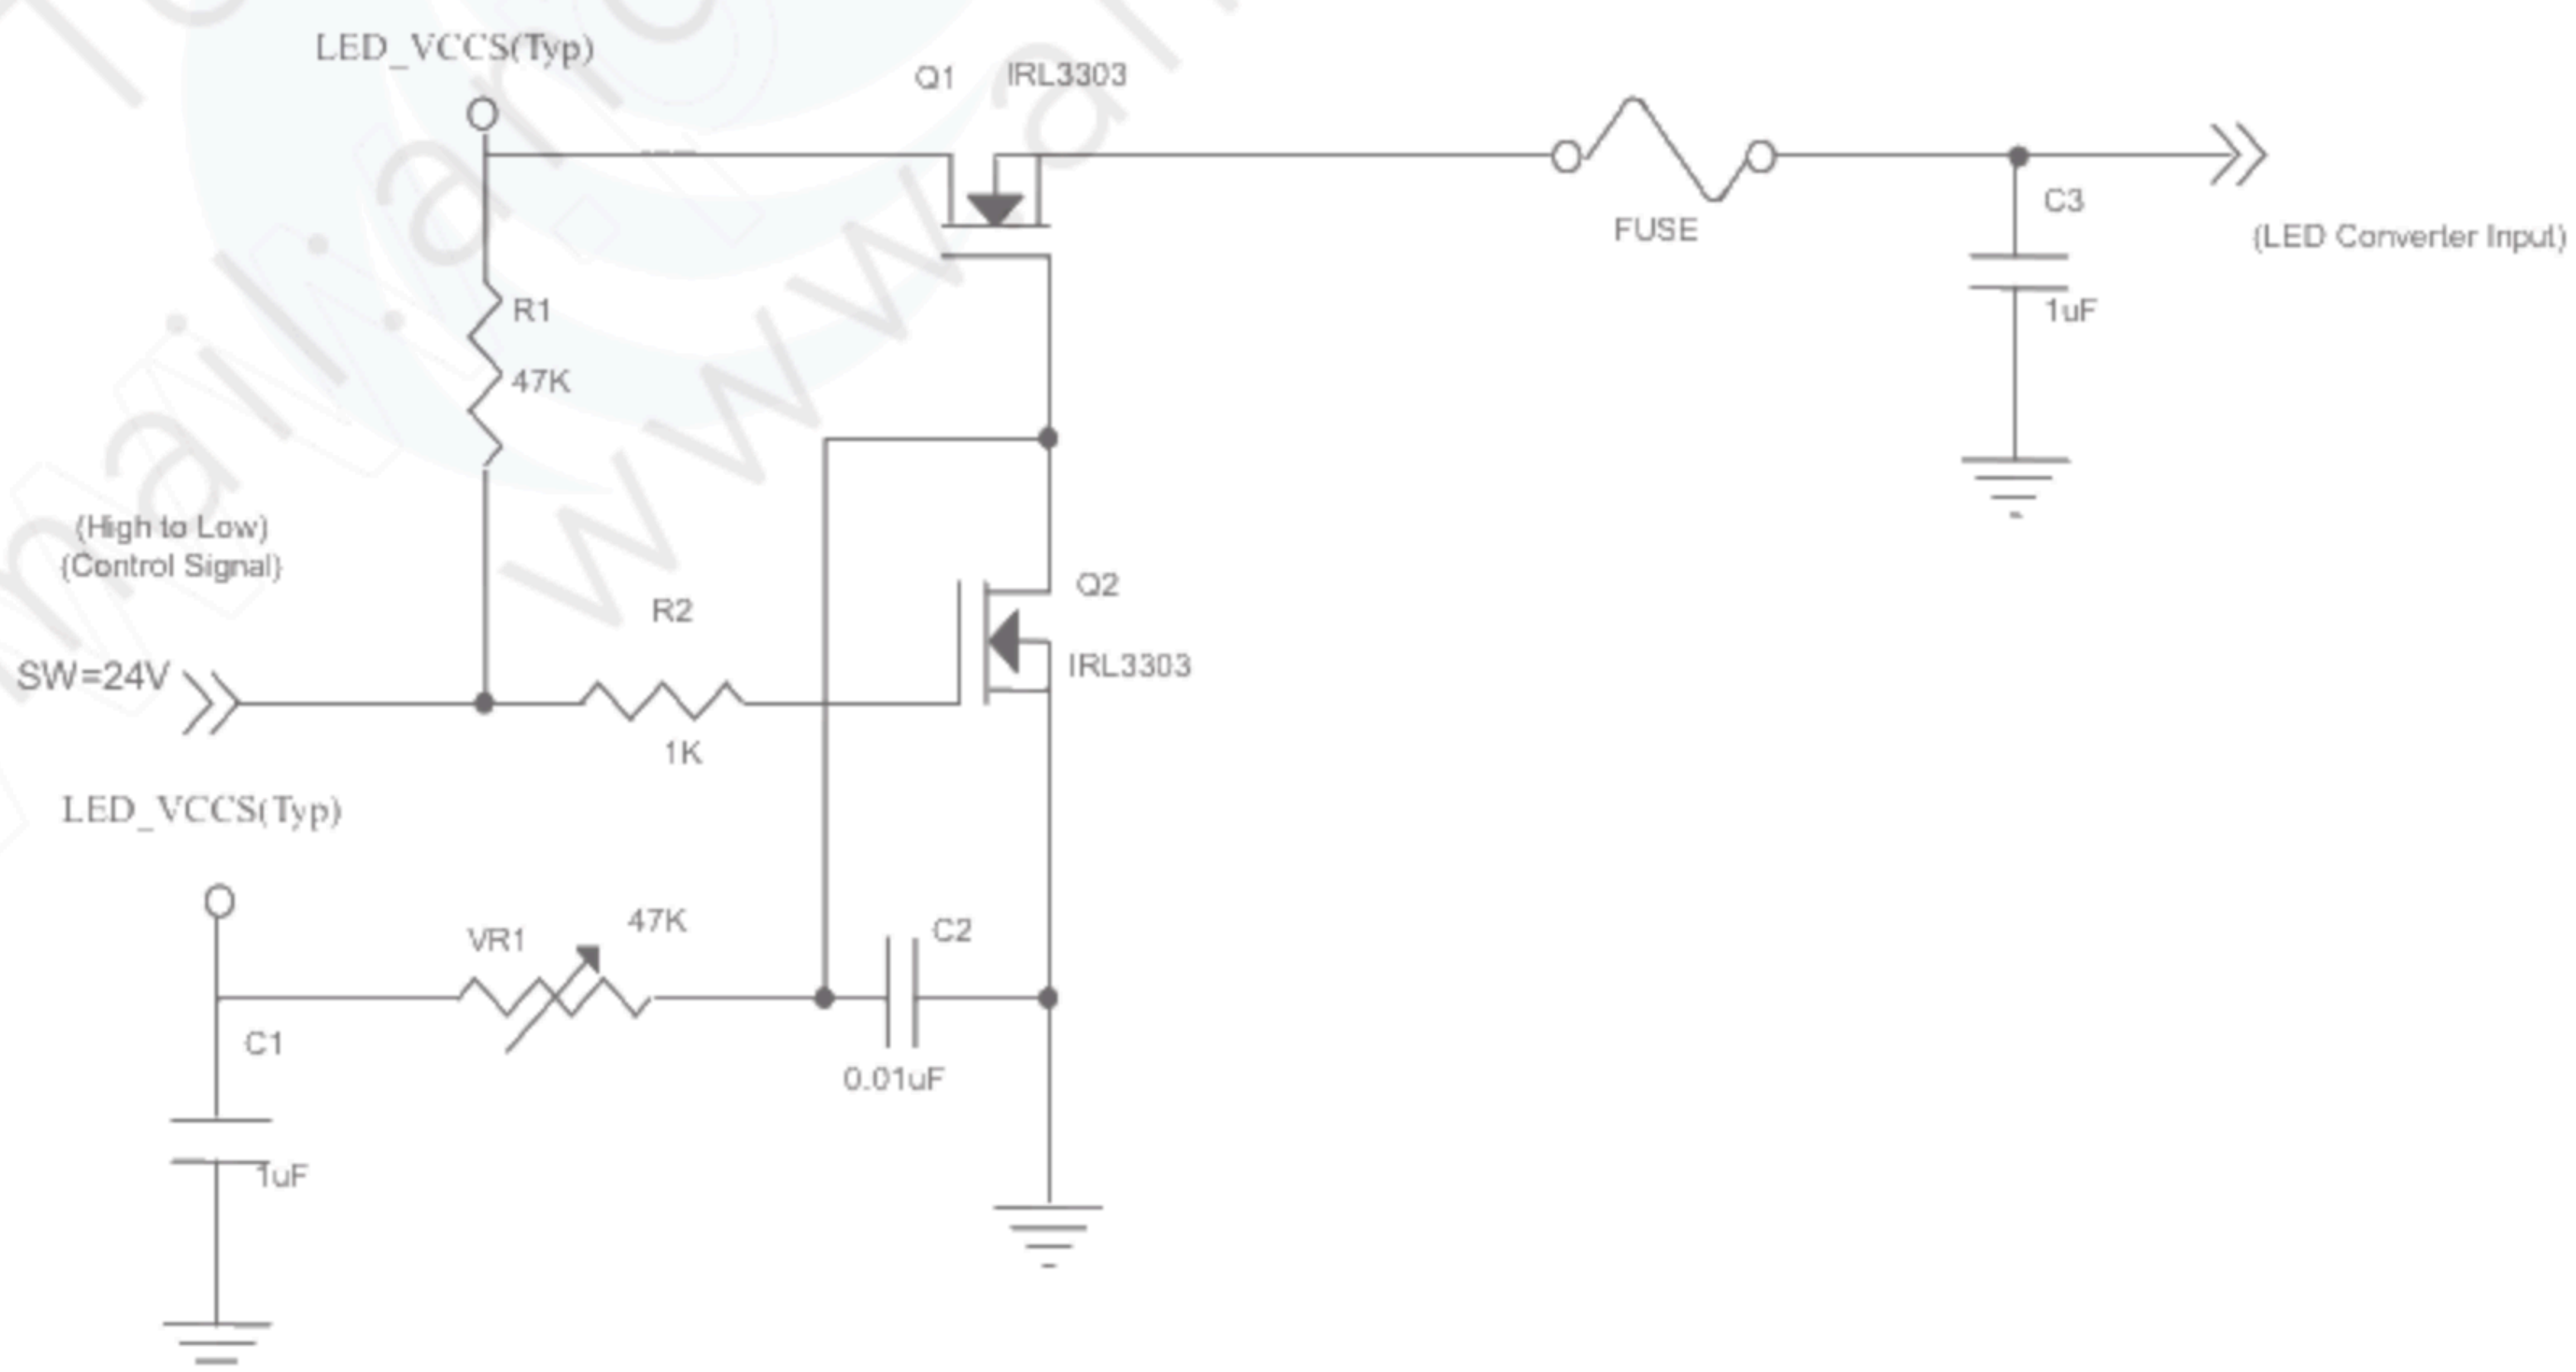 LED_VCCS(Typ)
Q1
IRL3303
FUSE
C3
1uF
(LED Converter Input)
R1
47K
(High to Low)
(Control Signal)
SW=24V
R2
1K
Q2
IRL3303
LED_VCCS(Typ)
VR1
47K
C2
0.01uF
C1
1uF